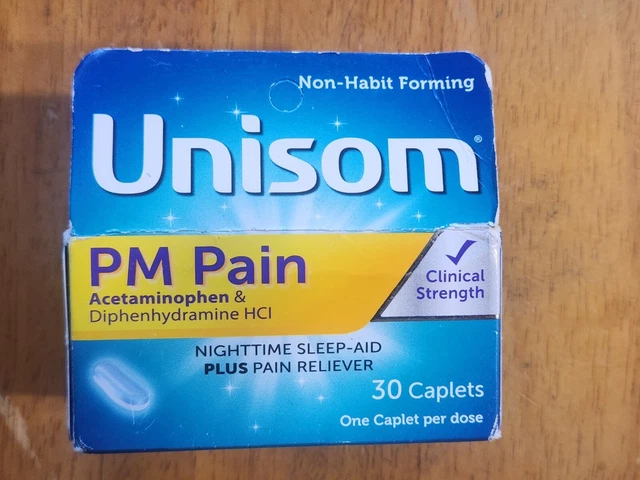 Non-Habit Forming
Unisom®
PM Pain
Acetaminophen &
Diphenhydramine HCl
Clinical
Strength
NIGHTTIME SLEEP-AID
PLUS PAIN RELIEVER
30 Caplets
One Caplet per dose